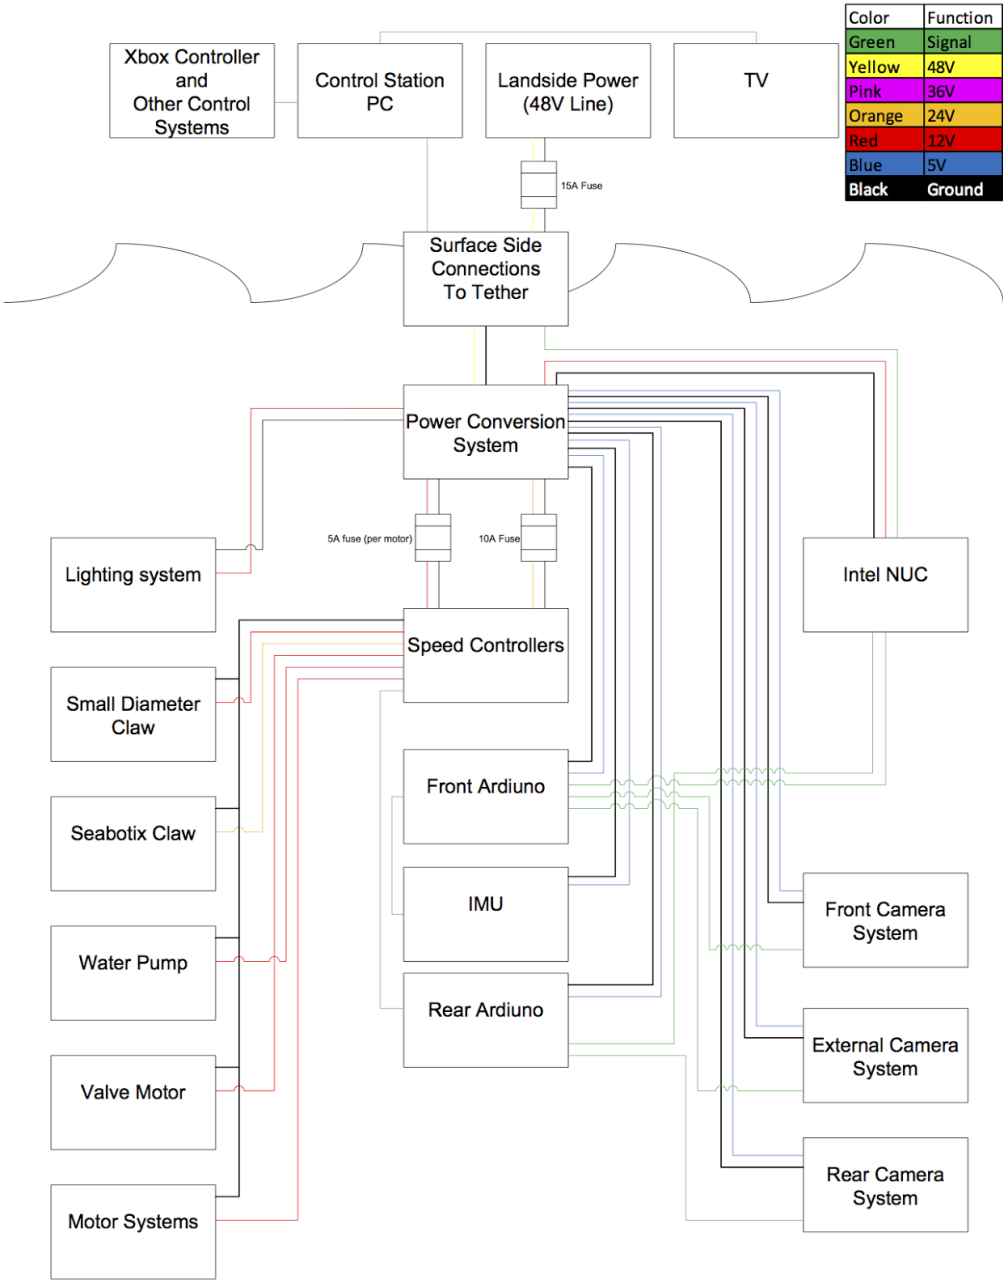 Color Function
Green Signal
Yellow 48V
Pink 36V
Orange 24V
Red 12V
Blue 5V
Black Ground
Xbox Controller
and
Other Control
Systems
Control Station
PC
Landside Power
(48V Line)
TV
15A Fuse
Surface Side
Connections
To Tether
Power Conversion
System
5A fuse (per motor)
10A Fuse
Lighting system
Intel NUC
Speed Controllers
Small Diameter
Claw
Front Ardiuno
Seabotix Claw
IMU
Front Camera
System
Water Pump
Rear Ardiuno
External Camera
System
Valve Motor
Rear Camera
System
Motor Systems